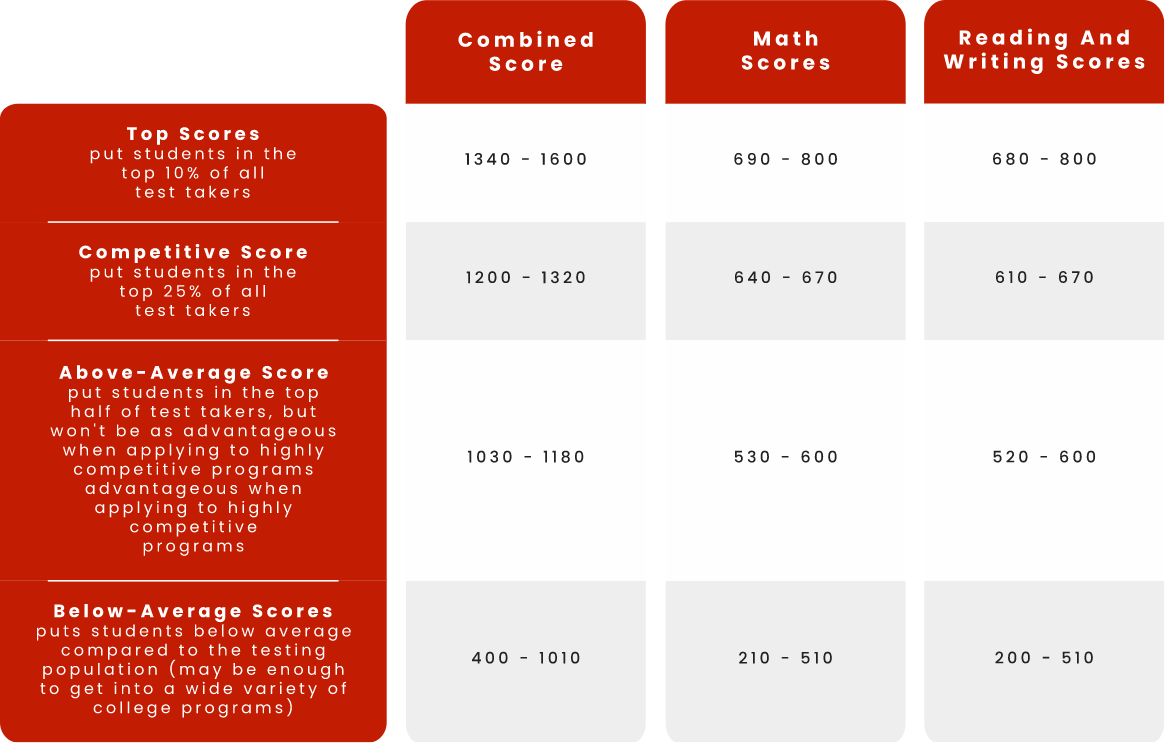 Combined
Score
Math
Scores
Reading And
Writing Scores
Top Scores
put students in the
top 10% of all
test takers
1340 - 1600
690 - 800
680 - 800
Competitive Score
put students in the
top 25% of all
test takers
1200 - 1320
640 - 670
610 - 670
Above-Average Score
put students in the top
half of test takers, but
won't be as advantageous
when applying to highly
competitive programs
advantageous when
applying to highly
competitive
programs
1030 - 1180
530 - 600
520 - 600
Below-Average Scores
puts students below average
compared to the testing
population (may be enough
to get into a wide variety of
college programs)
400 - 1010
210 - 510
200 - 510